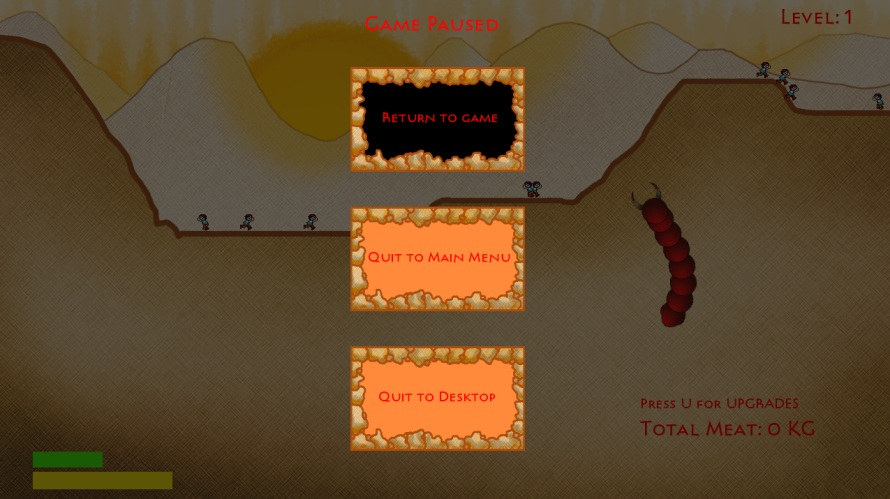 Game Paused
Level: 1
Return to game
Quit to Main Menu
Quit to Desktop
Press U for UPGRADES
Total Meat: 0 KG